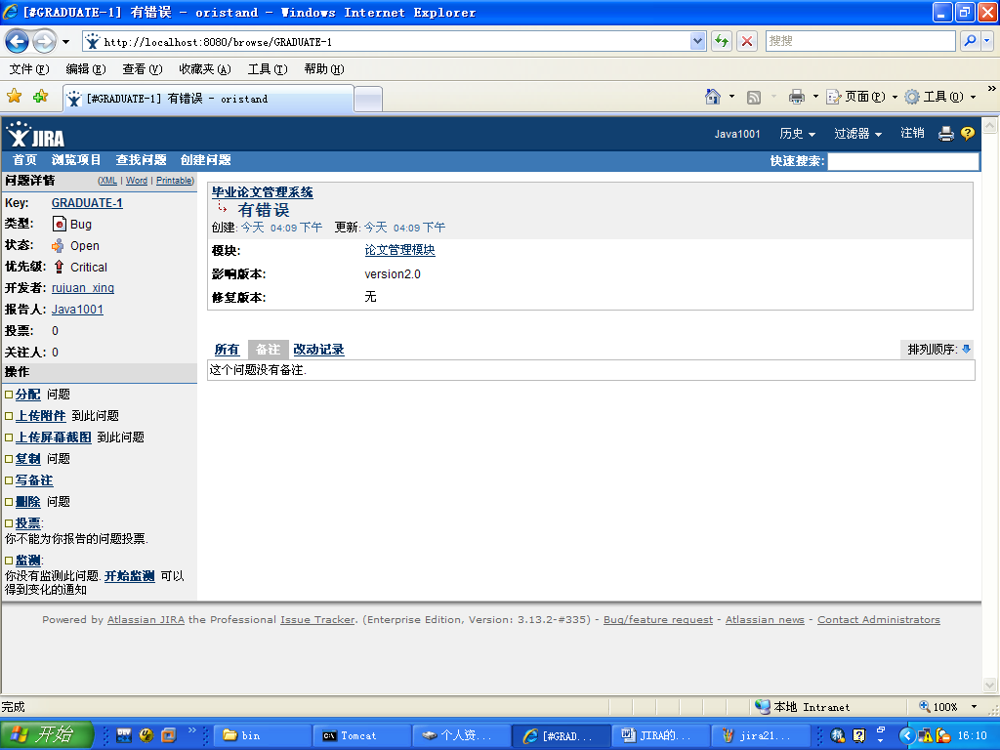 [#GRADUATE-1] 有错误 - oristand - Windows Internet Explorer
http://localhost:8080/browse/GRADUATE-1
搜搜
文件(F) 编辑(E) 查看(V) 收藏夹(A) 工具(T) 帮助(H)
[#GRADUATE-1] 有错误 - oristand
页面(P) 工具(O) »
JIRA
Java1001 历史 过滤器 注销
首页 浏览项目 查找问题 创建问题 快速搜索:
问题详情 (XML | Word | Printable)
Key: GRADUATE-1
类型: Bug
状态: Open
优先级: Critical
开发者: rujuan_xing
报告人: Java1001
投票: 0
关注人: 0
操作
分配 问题
上传附件 到此问题
上传屏幕截图 到此问题
复制 问题
写备注
删除 问题
投票:
你不能为你报告的问题投票.
监测:
你没有监测此问题. 开始监测 可以
得到变化的通知
毕业论文管理系统
有错误
创建: 今天 04:09 下午 更新: 今天 04:09 下午
模块: 论文管理模块
影响版本: version2.0
修复版本: 无
所有 备注 改动记录 排列顺序:
这个问题没有备注.
Powered by Atlassian JIRA the Professional Issue Tracker. (Enterprise Edition, Version: 3.13.2-#335) - Bug/feature request - Atlassian news - Contact Administrators
完成 本地 Intranet 100%
开始 » bin Tomcat 个人资... [#GRAD... JIRA的... jira21... 16:10